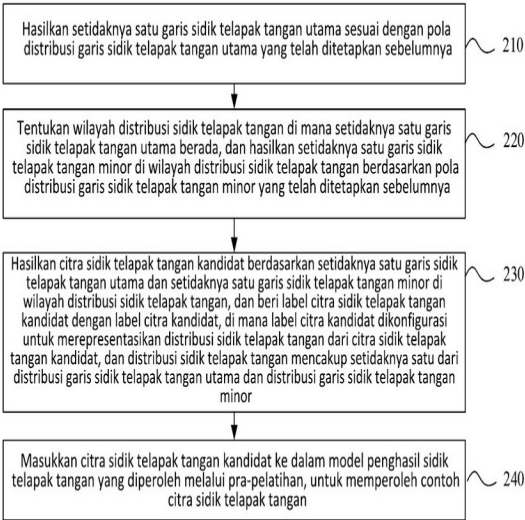 Hasilkan setidaknya satu garis sidik telapak tangan utama sesuai dengan pola
distribusi garis sidik telapak tangan utama yang telah ditetapkan sebelumnya
210
Tentukan wilayah distribusi sidik telapak tangan di mana setidaknya satu garis
sidik telapak tangan utama berada, dan hasilkan setidaknya satu garis sidik
telapak tangan minor di wilayah distribusi sidik telapak tangan berdasarkan pola
distribusi garis sidik telapak tangan minor yang telah ditetapkan sebelumnya
220
Hasilkan citra sidik telapak tangan kandidat berdasarkan setidaknya satu garis sidik
telapak tangan utama dan setidaknya satu garis sidik telapak tangan minor di
wilayah distribusi sidik telapak tangan, dan beri label citra sidik telapak tangan
kandidat dengan label citra kandidat, di mana label citra kandidat dikonfigurasi
untuk merepresentasikan distribusi sidik telapak tangan dari citra sidik telapak
tangan kandidat, dan distribusi sidik telapak tangan mencakup setidaknya satu dari
distribusi garis sidik telapak tangan utama dan distribusi garis sidik telapak tangan
minor
230
Masukkan citra sidik telapak tangan kandidat ke dalam model penghasil sidik
telapak tangan yang diperoleh melalui pra-pelatihan, untuk memperoleh contoh
citra sidik telapak tangan
240